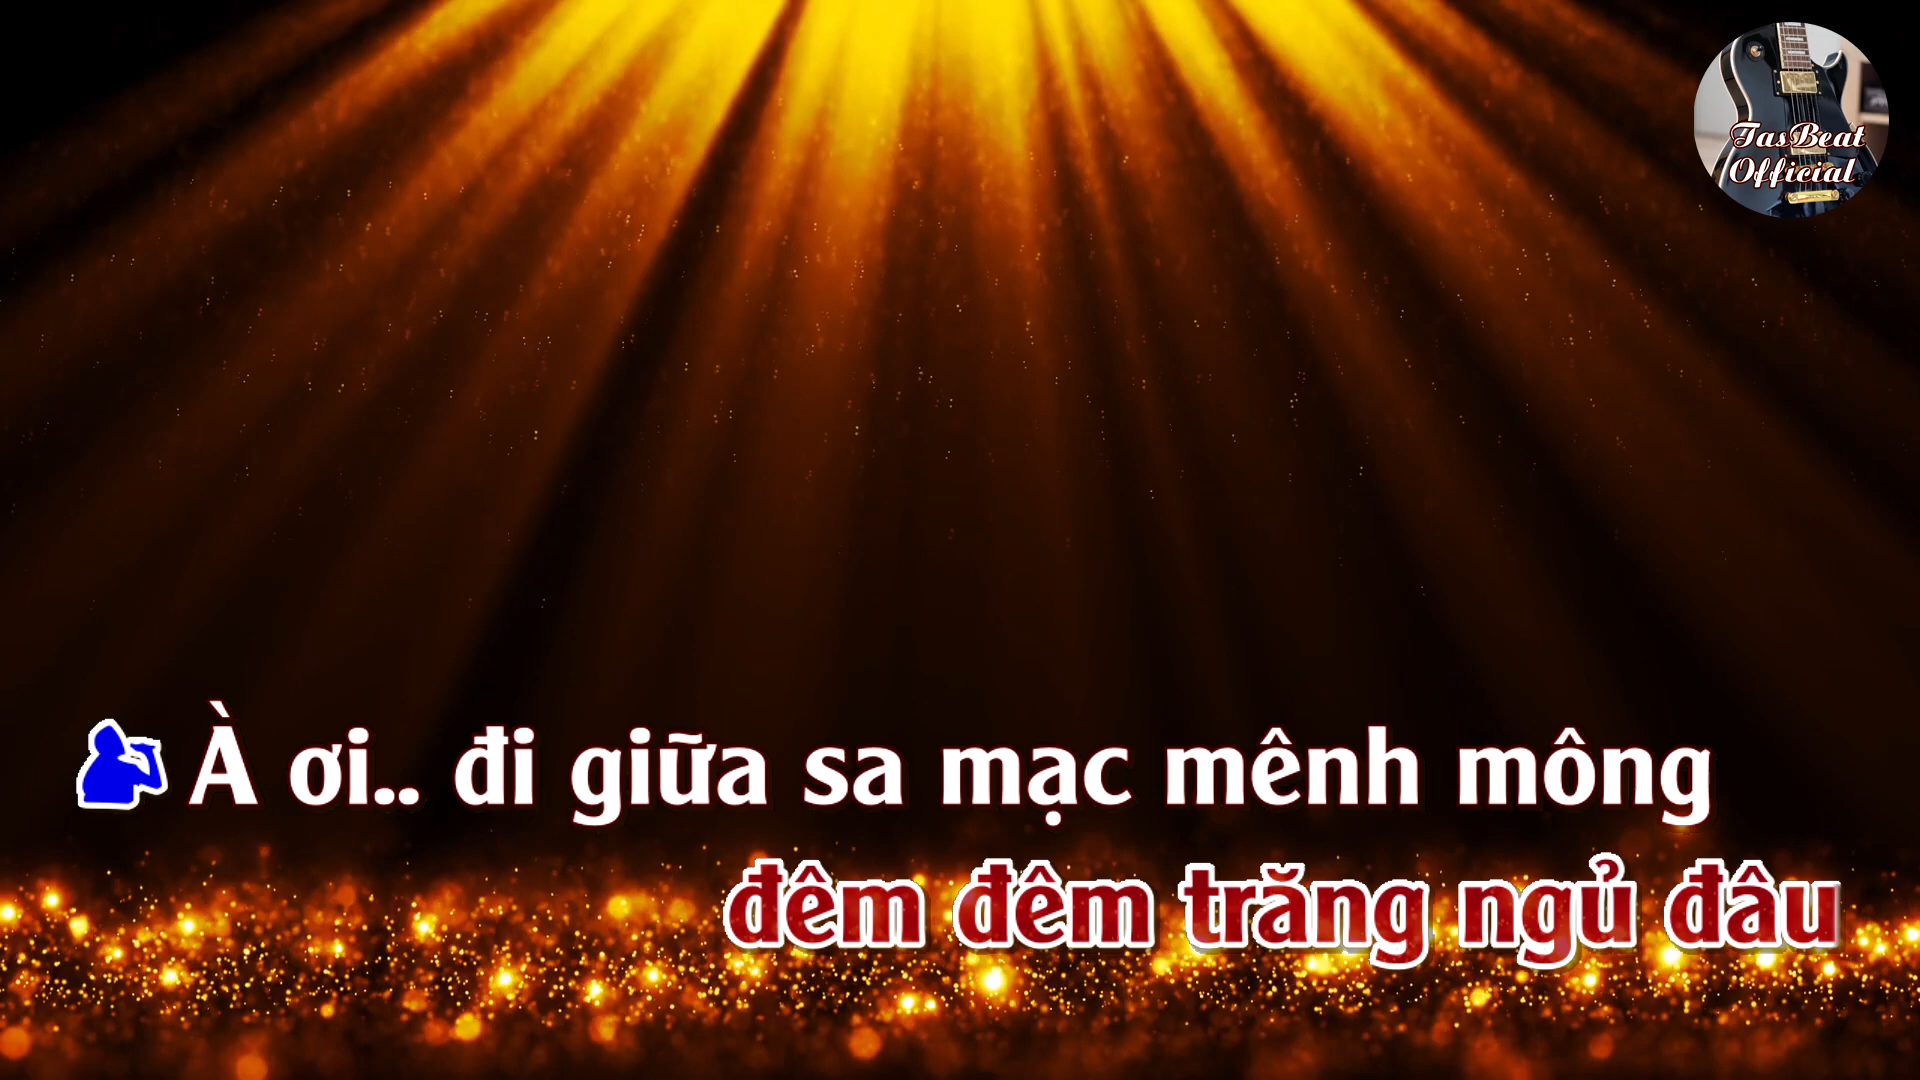 TasBeat
Official
À ơi.. đi giữa sa mạc mênh mông
đêm đêm trăng ngủ đâu